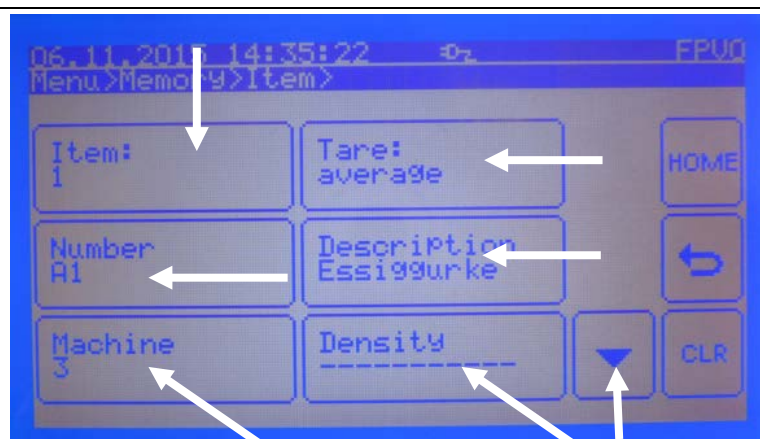 06.11.2015 14:35:22 FPVO
Menu>Memory>Item>
Item:
1
Tare:
average
HOME
Number
A1
Description
Essiggurke
Machine
3
Density
-----------
CLR